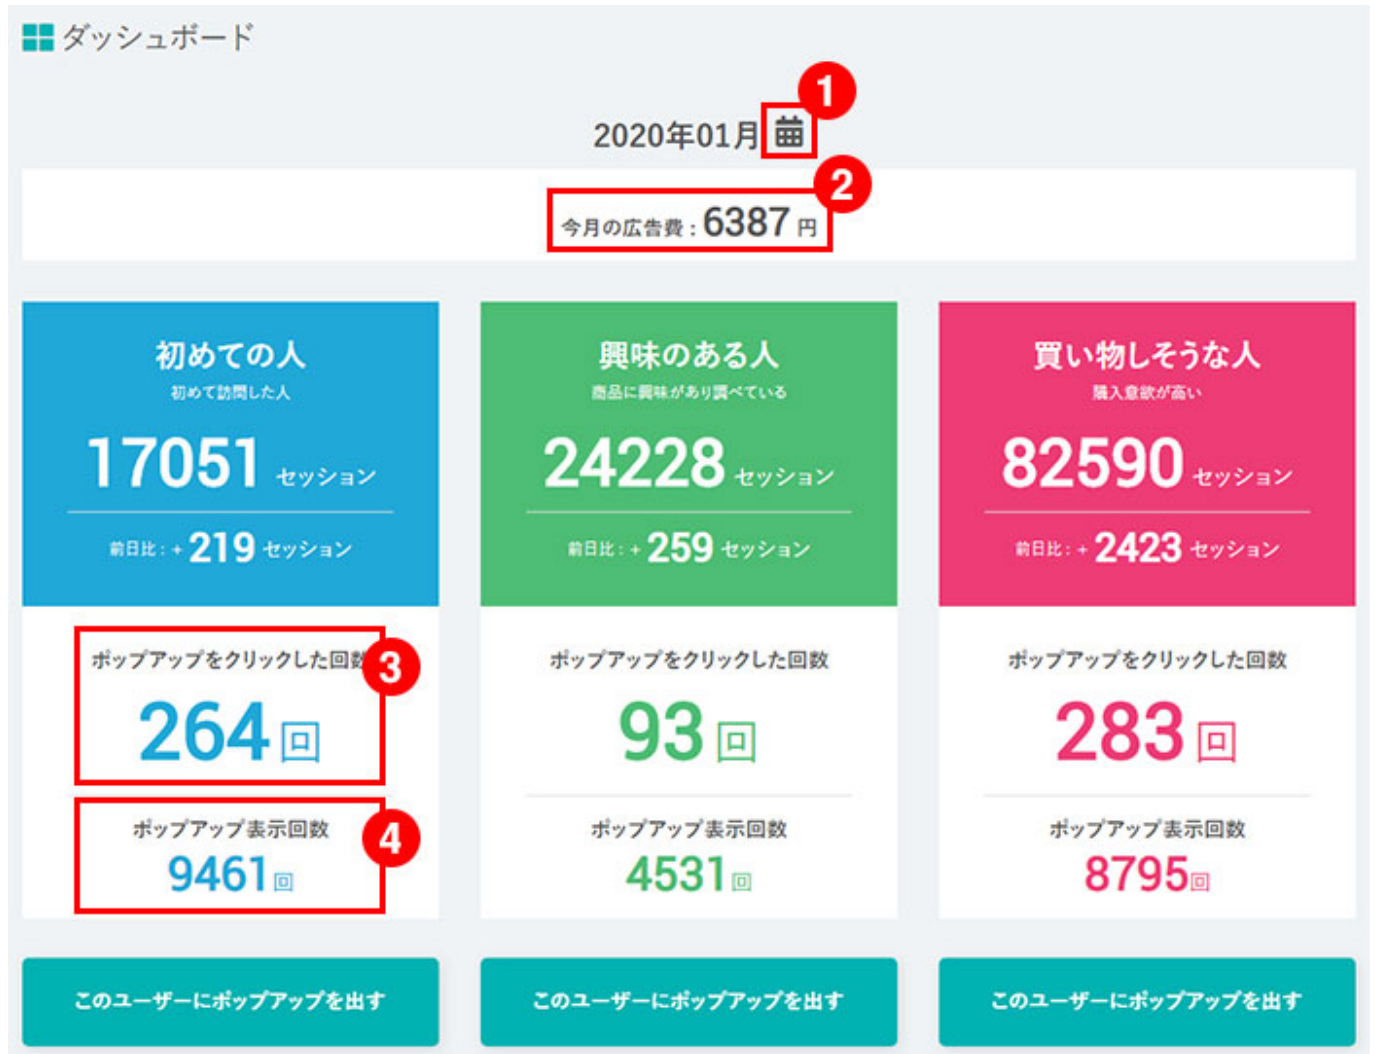 ダッシュボード
1
2020年01月
2
今月の広告費：6387 円
初めての人
初めて訪問した人
17051 セッション
前日比：+ 219 セッション
ポップアップをクリックした回数
3
264 回
ポップアップ表示回数
4
9461回
このユーザーにポップアップを出す
興味のある人
商品に興味があり調べている
24228 セッション
前日比：+ 259 セッション
ポップアップをクリックした回数
93 回
ポップアップ表示回数
4531回
このユーザーにポップアップを出す
買い物しそうな人
購入意欲が高い
82590 セッション
前日比：+ 2423 セッション
ポップアップをクリックした回数
283 回
ポップアップ表示回数
8795回
このユーザーにポップアップを出す